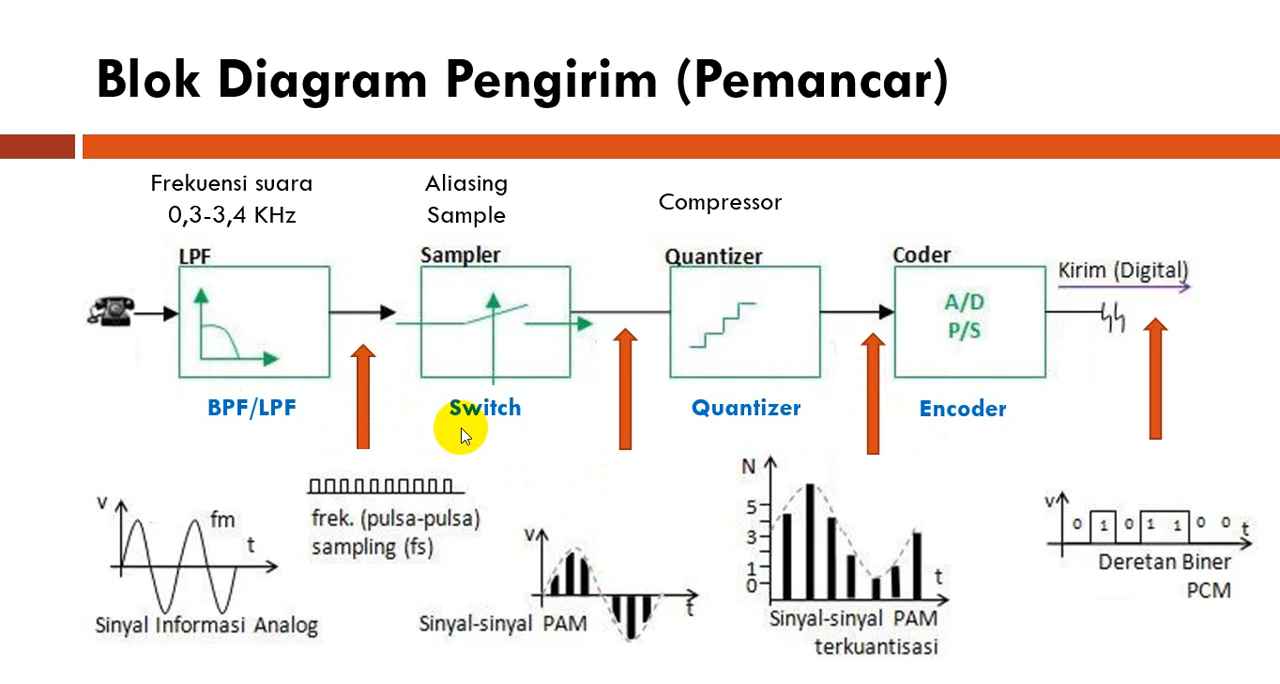 Blok Diagram Pengirim (Pemancar)
Frekuensi suara
0,3-3,4 KHz
Aliasing
Sample
Compressor
LPF
Sampler
Quantizer
Coder
Kirim (Digital)
A/D
P/S
BPF/LPF
Switch
Quantizer
Encoder
v
fm
t
Sinyal Informasi Analog
frek. (pulsa-pulsa)
sampling (fs)
v
t
Sinyal-sinyal PAM
N
5
3
1
0
t
Sinyal-sinyal PAM
terkuantisasi
v
0 1 0 1 1 0 0 t
Deretan Biner
PCM